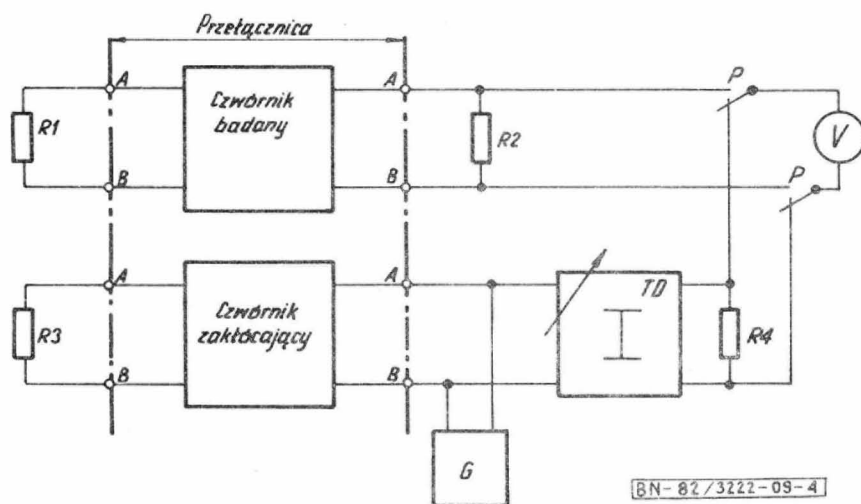 Przełącznica
A
A
P
R1
Czwórnik
badany
R2
V
B
B
P
A
A
TD
R3
Czwórnik
zakłócający
R4
B
B
G
BN-82/3222-09-4